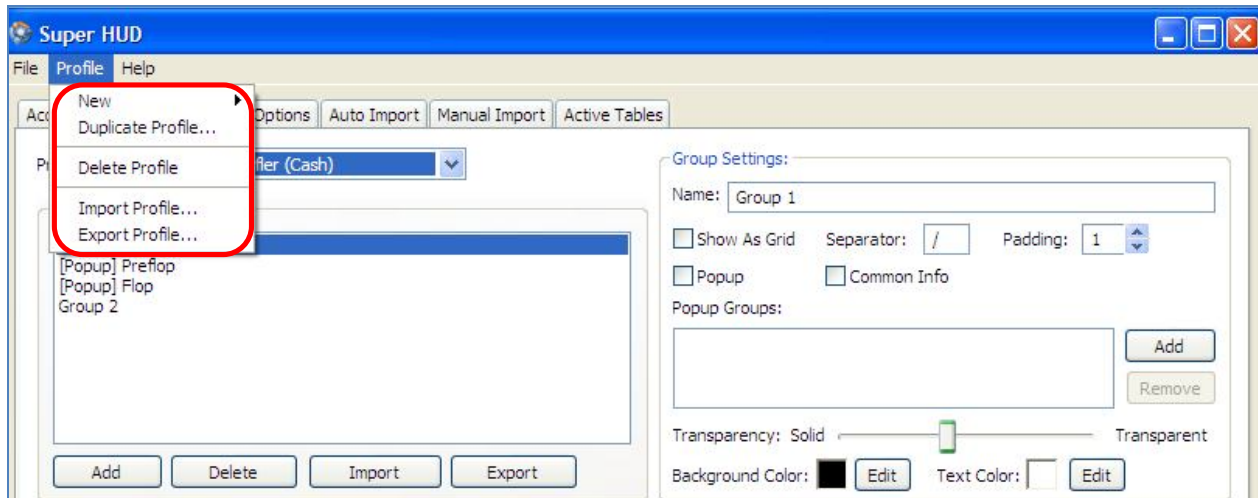 Super HUD
File Profile Help
New
Duplicate Profile...
Delete Profile
Import Profile...
Export Profile...
Options Auto Import Manual Import Active Tables
(Cash)
[Popup] Preflop
[Popup] Flop
Group 2
Add Delete Import Export
Group Settings:
Name: Group 1
Show As Grid Separator: / Padding: 1
Popup Common Info
Popup Groups:
Add
Remove
Transparency: Solid Transparent
Background Color: Edit Text Color: Edit